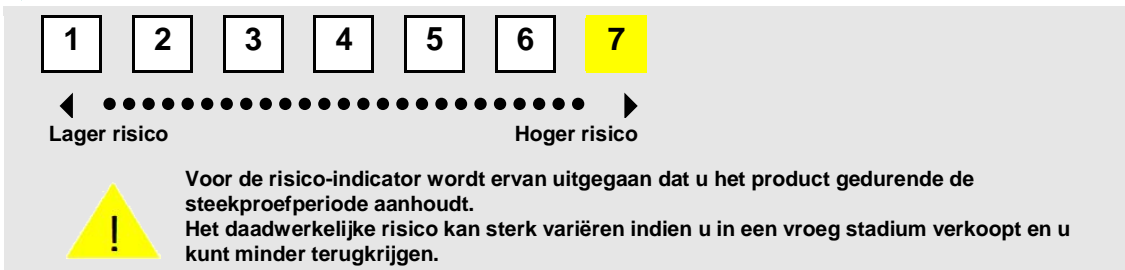 1 2 3 4 5 6 7
Lager risico Hoger risico
!
Voor de risico-indicator wordt ervan uitgegaan dat u het product gedurende de
steekproefperiode aanhoudt.
Het daadwerkelijke risico kan sterk variëren indien u in een vroeg stadium verkoopt en u
kunt minder terugkrijgen.